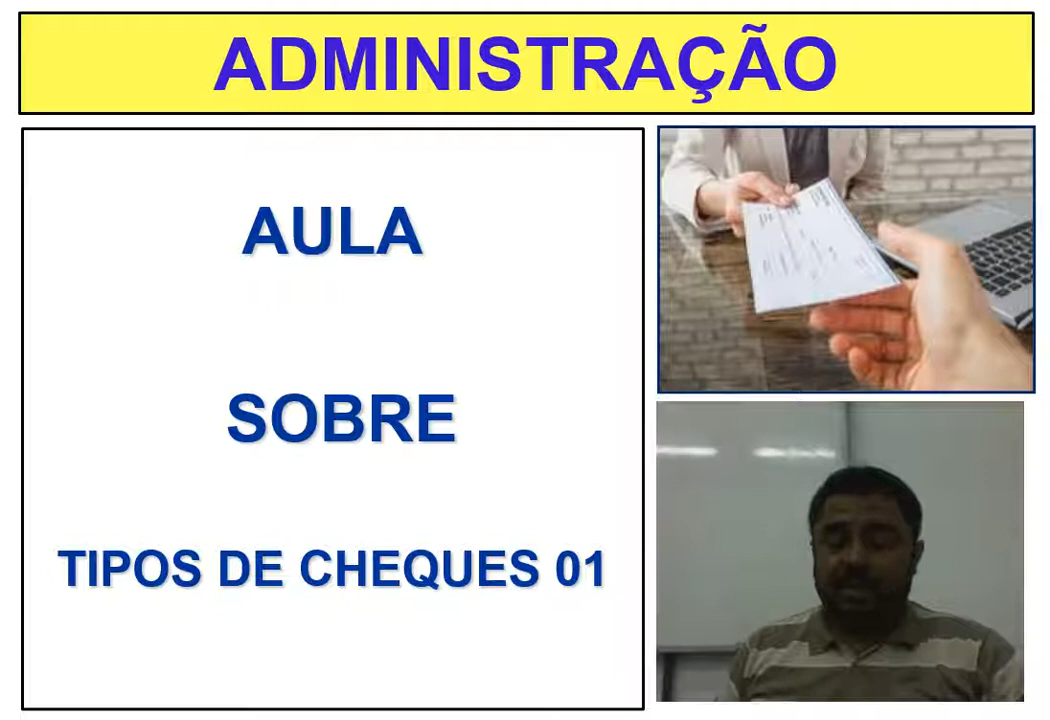 ADMINISTRAÇÃO
AULA
SOBRE
TIPOS DE CHEQUES 01